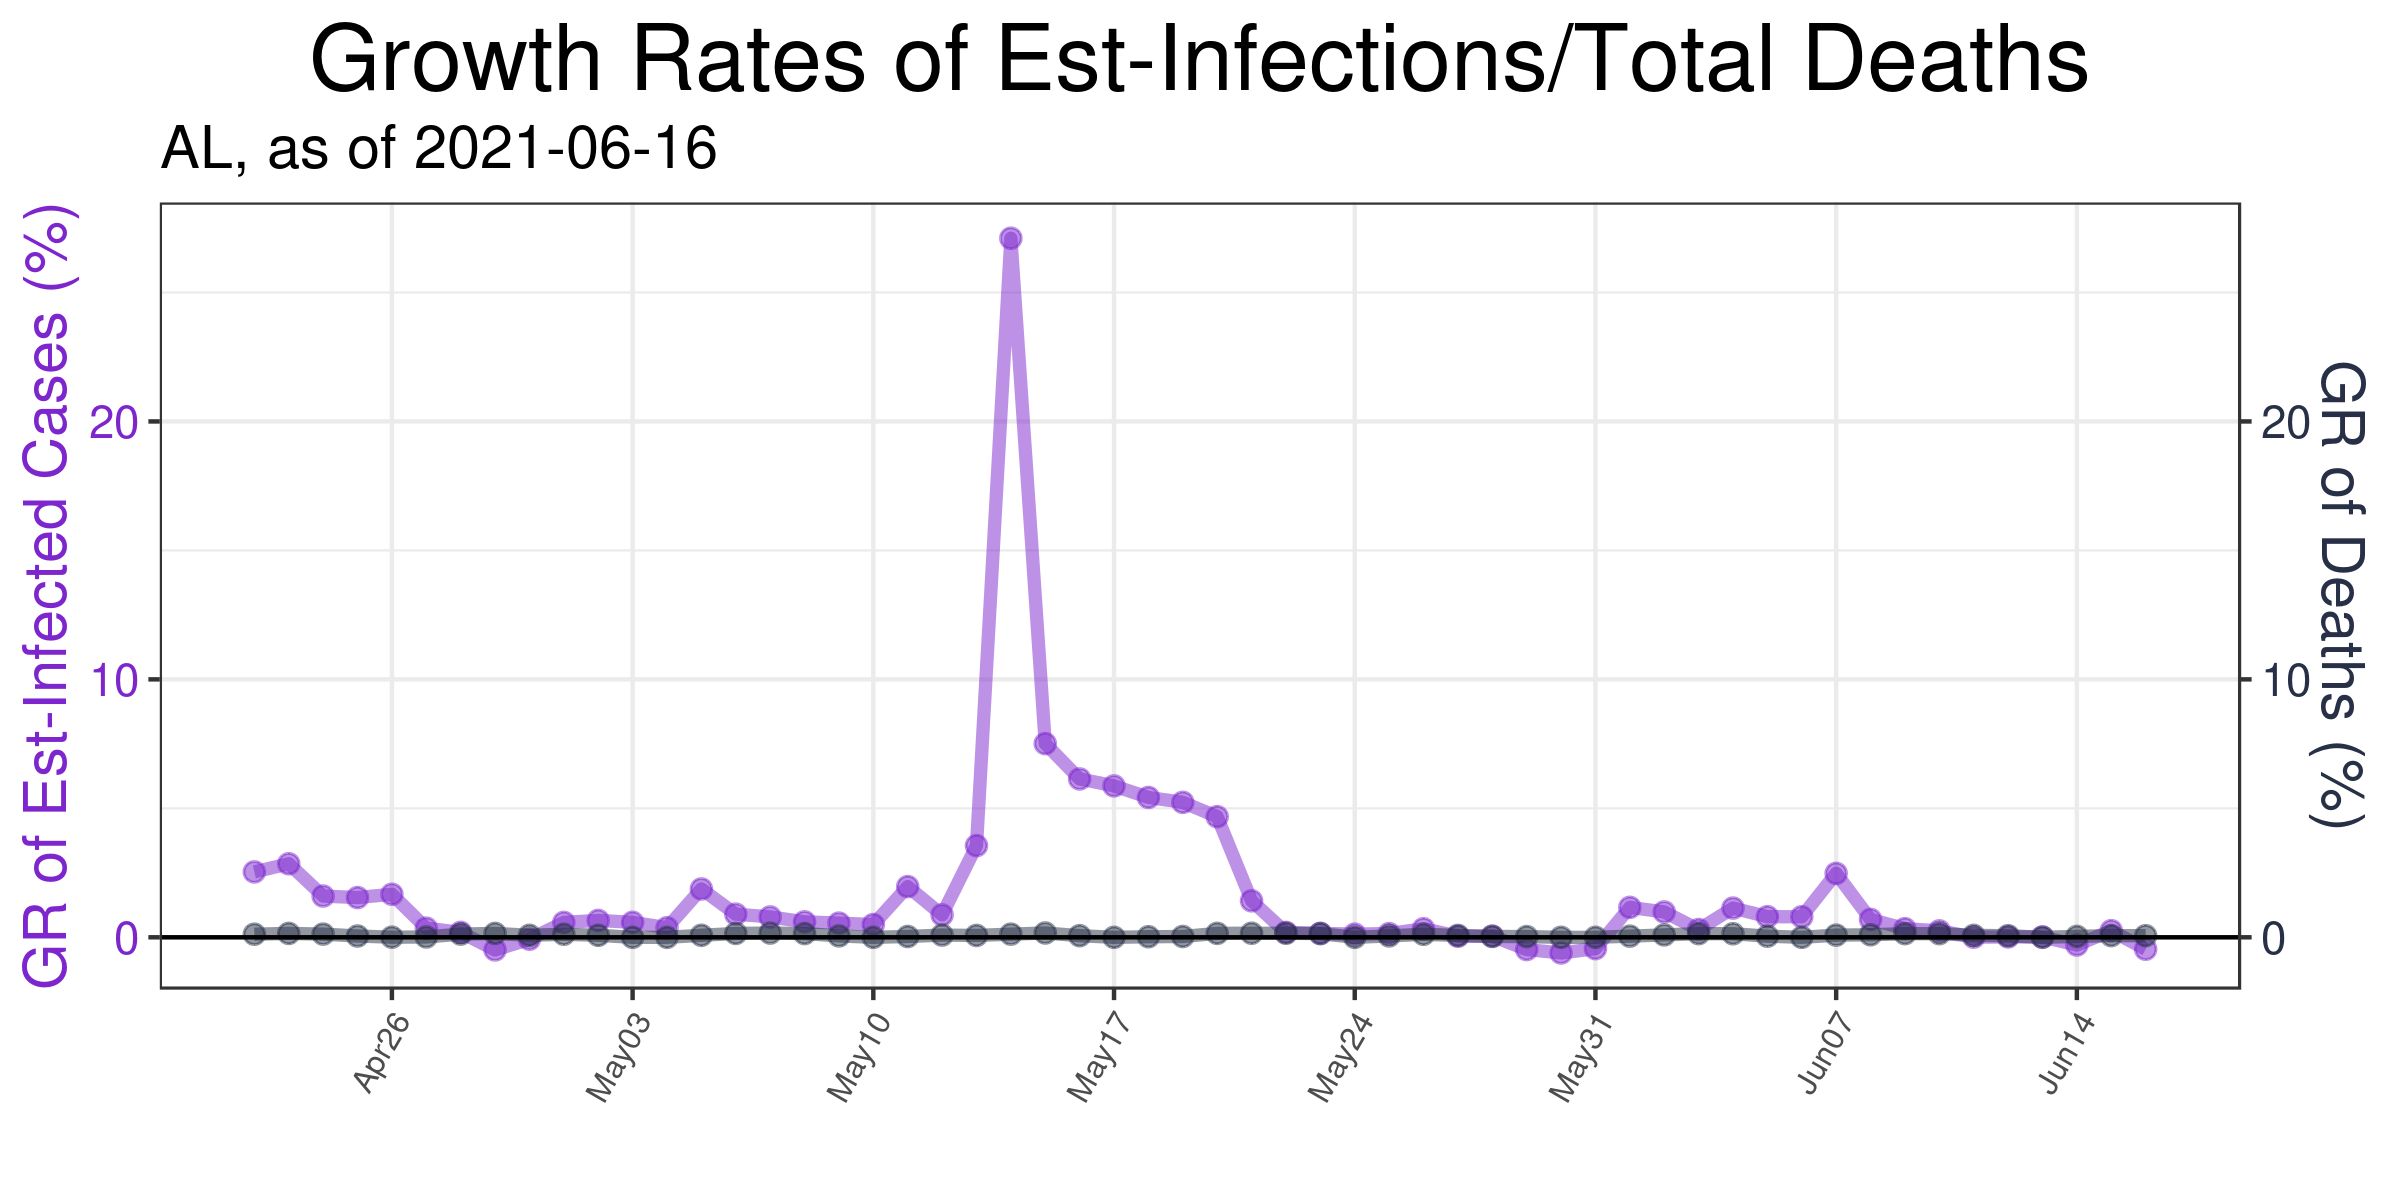 Growth Rates of Est-Infections/Total Deaths
AL, as of 2021-06-16
GR of Est-Infected Cases (%)
20
10
0
20
10
0
GR of Deaths (%)
Apr26
May03
May10
May17
May24
May31
Jun07
Jun14